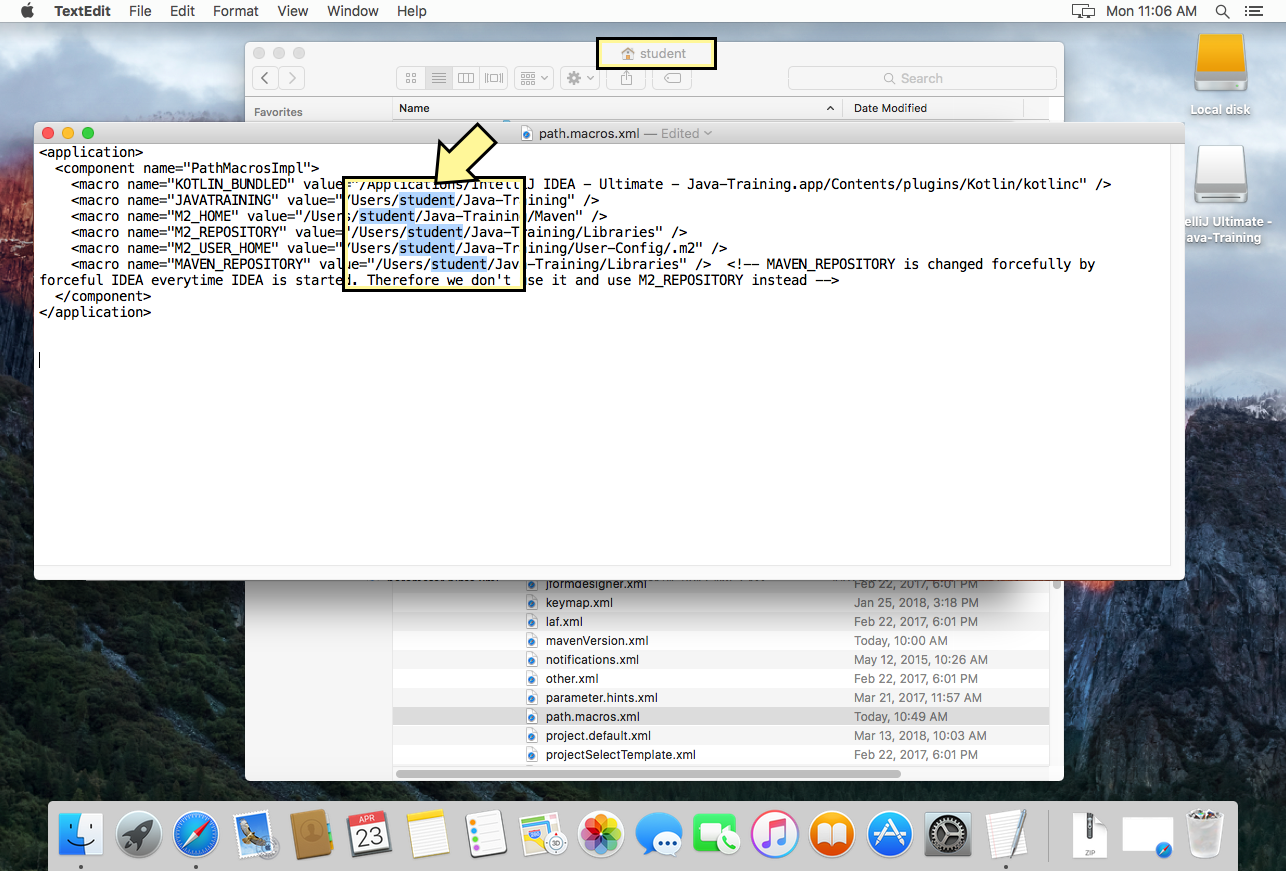 TextEdit File Edit Format View Window Help Mon 11:06 AM
student
Search
Local disk
Favorites Name Date Modified
path.macros.xml — Edited
<application>
<component name="PathMacrosImpl">
<macro name="KOTLIN_BUNDLED" value="/Applications/IntelliJ IDEA - Ultimate - Java-Training.app/Contents/plugins/Kotlin/kotlinc" />
<macro name="JAVATRAINING" value="/Users/student/Java-Training" />
<macro name="M2_HOME" value="/Users/student/Java-Training/Maven" />
<macro name="M2_REPOSITORY" value="/Users/student/Java-Training/Libraries" />
<macro name="M2_USER_HOME" value="/Users/student/Java-Training/User-Config/.m2" />
<macro name="MAVEN_REPOSITORY" value="/Users/student/Java-Training/Libraries" /> <!-- MAVEN_REPOSITORY is changed forcefully by
forceful IDEA everytime IDEA is started. Therefore we don't use it and use M2_REPOSITORY instead -->
</component>
</application>
elliJ Ultimate -
ava-Training
jformdesigner.xml Feb 22, 2017, 6:01 PM
keymap.xml Jan 25, 2018, 3:18 PM
laf.xml Feb 22, 2017, 6:01 PM
mavenVersion.xml Today, 10:00 AM
notifications.xml May 12, 2015, 10:26 AM
other.xml Feb 22, 2017, 6:01 PM
parameter.hints.xml Mar 21, 2017, 11:57 AM
path.macros.xml Today, 10:49 AM
project.default.xml Mar 13, 2018, 10:03 AM
projectSelectTemplate.xml Feb 22, 2017, 6:01 PM
APR
23
3D
ZIP